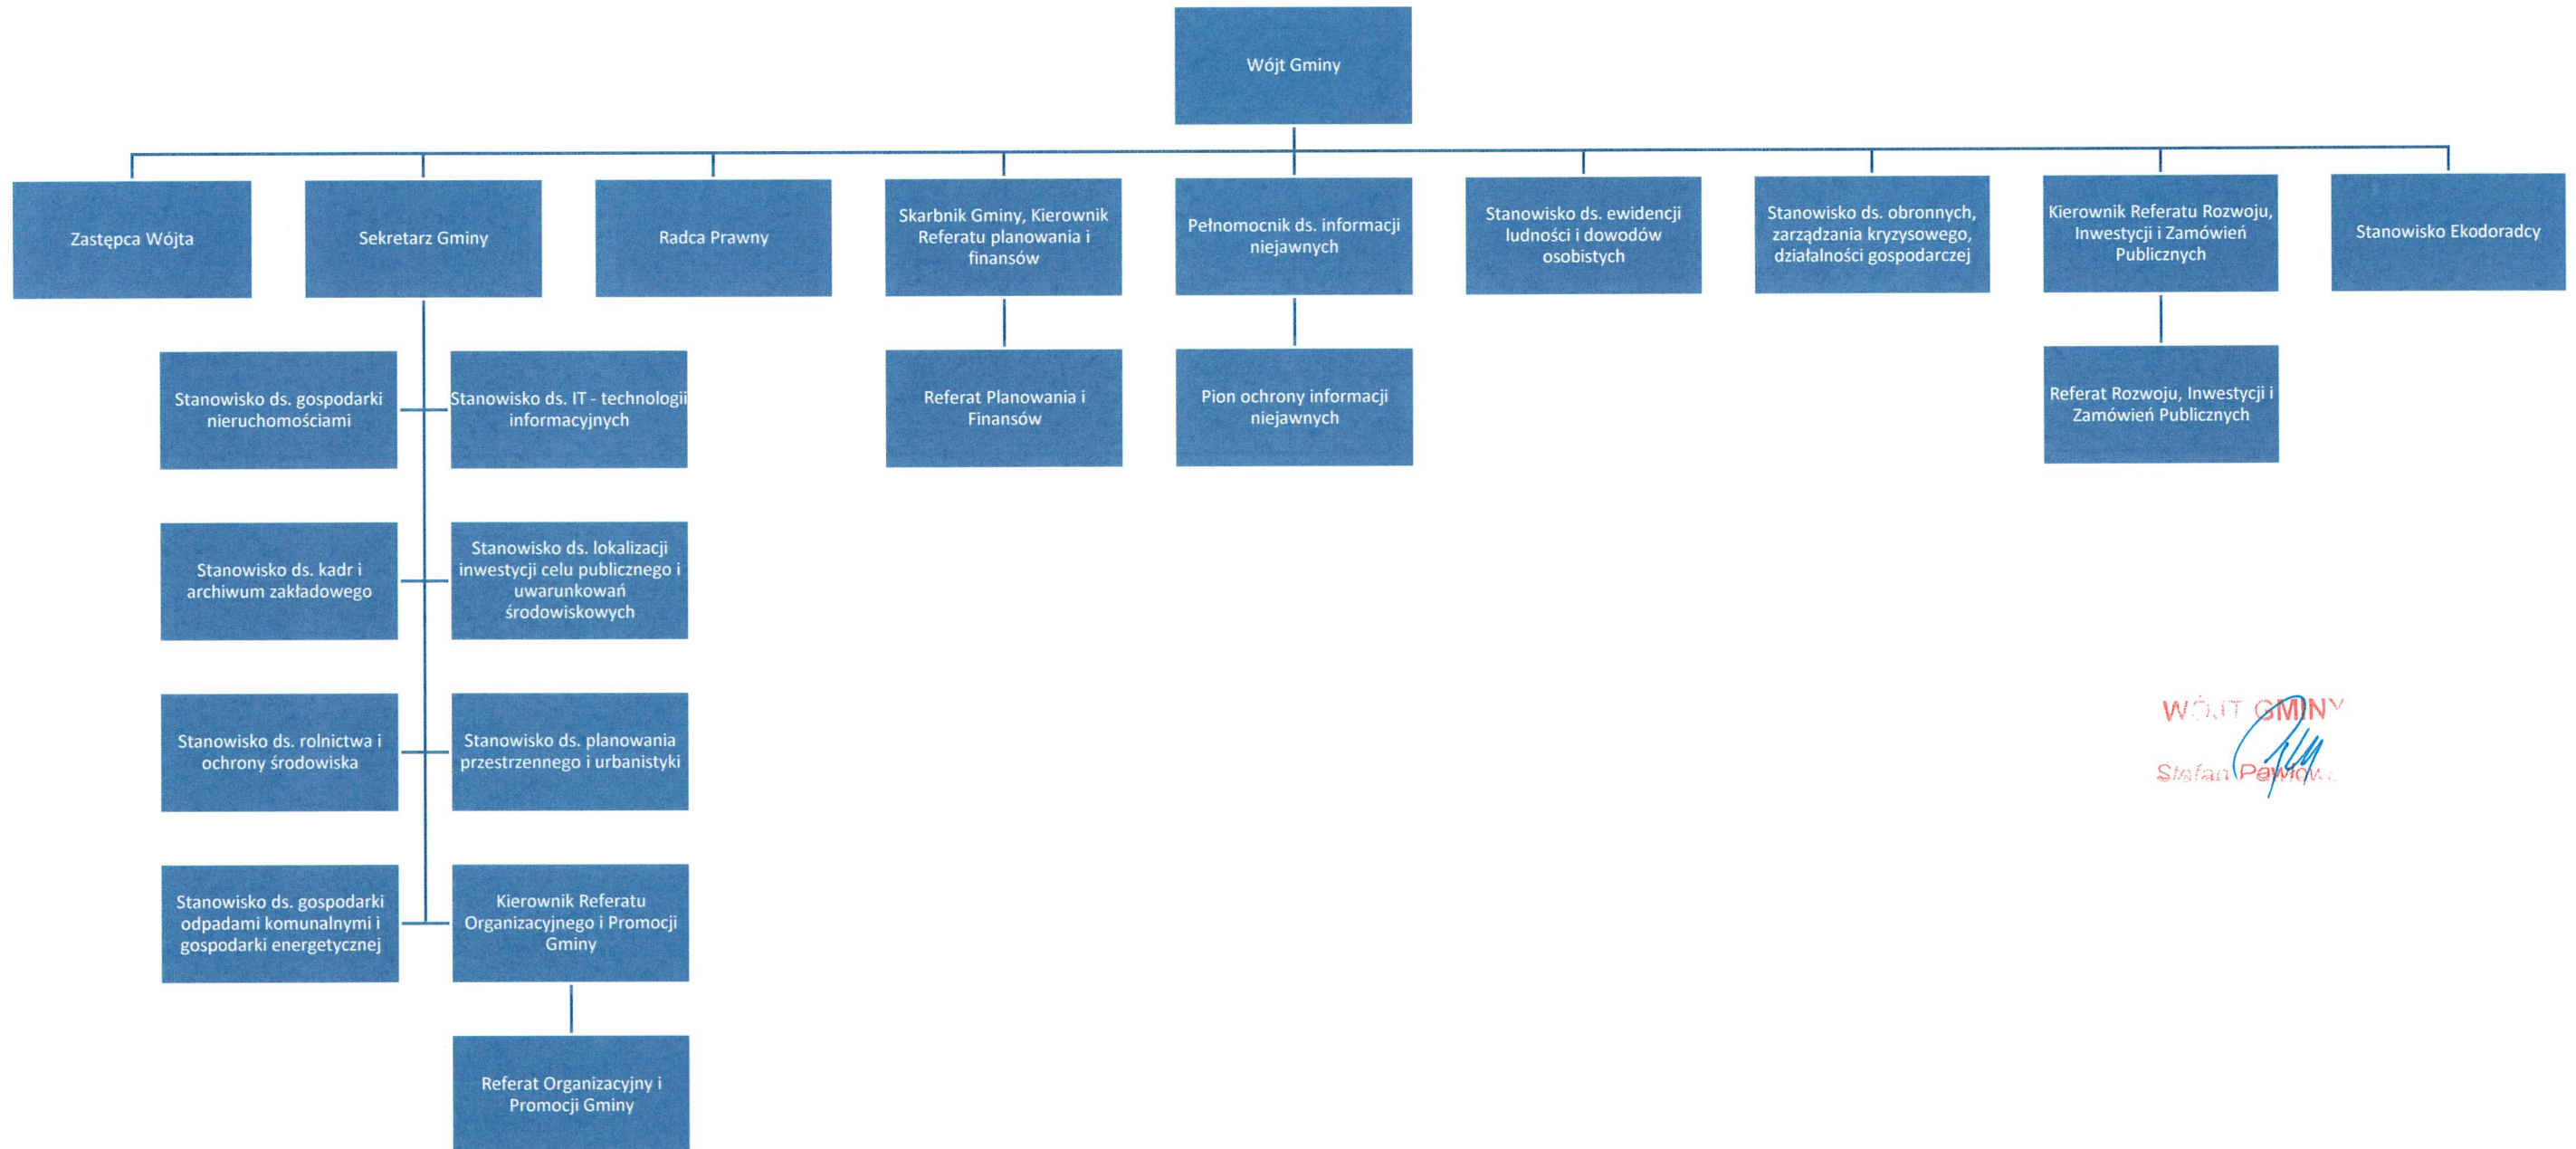 Wójt Gminy
Zastępca Wójta
Sekretarz Gminy
Radca Prawny
Skarbnik Gminy, Kierownik
Referatu planowania i
finansów
Pełnomocnik ds. informacji
niejawnych
Stanowisko ds. ewidencji
ludności i dowodów
osobistych
Stanowisko ds. obronnych,
zarządzania kryzysowego,
działalności gospodarczej
Kierownik Referatu Rozwoju,
Inwestycji i Zamówień
Publicznych
Stanowisko Ekodoradcy
Stanowisko ds. gospodarki
nieruchomościami
Stanowisko ds. IT - technologii
informacyjnych
Referat Planowania i
Finansów
Pion ochrony informacji
niejawnych
Referat Rozwoju, Inwestycji i
Zamówień Publicznych
Stanowisko ds. kadr i
archiwum zakładowego
Stanowisko ds. lokalizacji
inwestycji celu publicznego i
uwarunkowań
środowiskowych
Stanowisko ds. rolnictwa i
ochrony środowiska
Stanowisko ds. planowania
przestrzennego i urbanistyki
WÓJT GMINY
Stefan
Stanowisko ds. gospodarki
odpadami komunalnymi i
gospodarki energetycznej
Kierownik Referatu
Organizacyjnego i Promocji
Gminy
Referat Organizacyjny i
Promocji Gminy